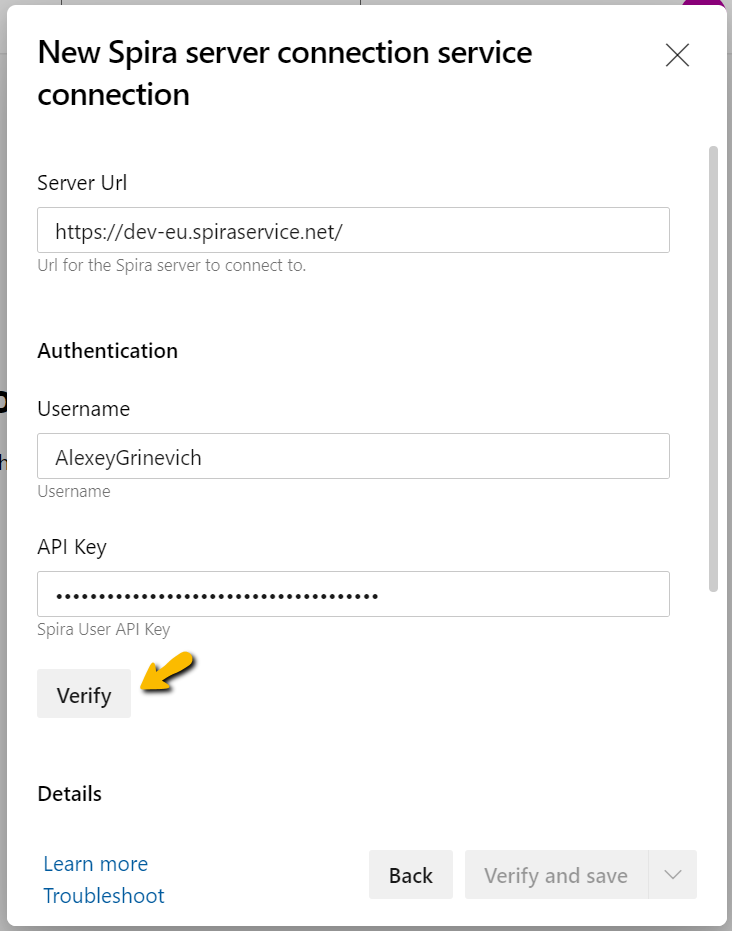 New Spira server connection service
connection
Server Url
https://dev-eu.spiraservice.net/
Url for the Spira server to connect to.
Authentication
Username
AlexeyGrinevich
Username
API Key
••••••••••••••••••••••••••••••••••••••
Spira User API Key
Verify
Details
Learn more
Troubleshoot
Back
Verify and save